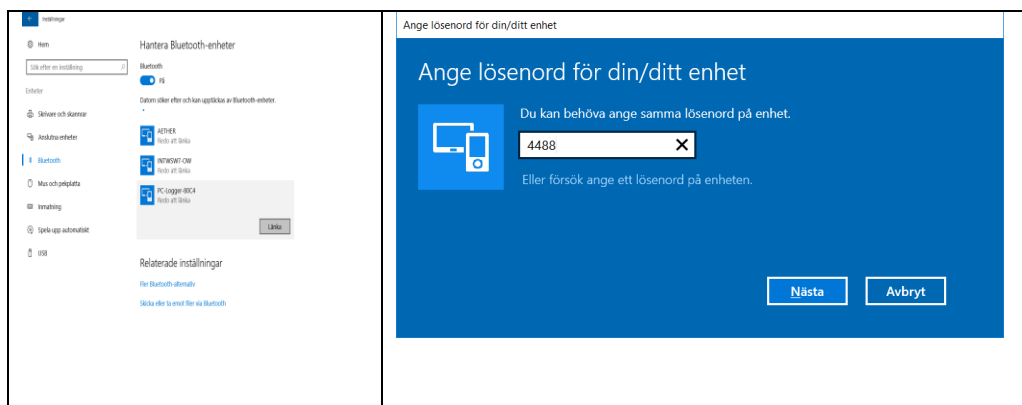 Inställningar
Hem
Sök efter en inställning
Enheter
Skrivare och skannrar
Anslutna enheter
Bluetooth
Mus och pekplatta
Inmatning
Spela upp automatiskt
USB
Hantera Bluetooth-enheter
Bluetooth
På
Datorn söker efter och kan upptäckas av Bluetooth-enheter.
AETHER
Redo att länka
INTWSW7-OW
Redo att länka
PC-Logger-80C4
Redo att länka
Länka
Relaterade inställningar
Fler Bluetooth-alternativ
Skicka eller ta emot filer via Bluetooth
Ange lösenord för din/ditt enhet
Ange lösenord för din/ditt enhet
Du kan behöva ange samma lösenord på enhet.
4488
Eller försök ange ett lösenord på enheten.
Nästa
Avbryt